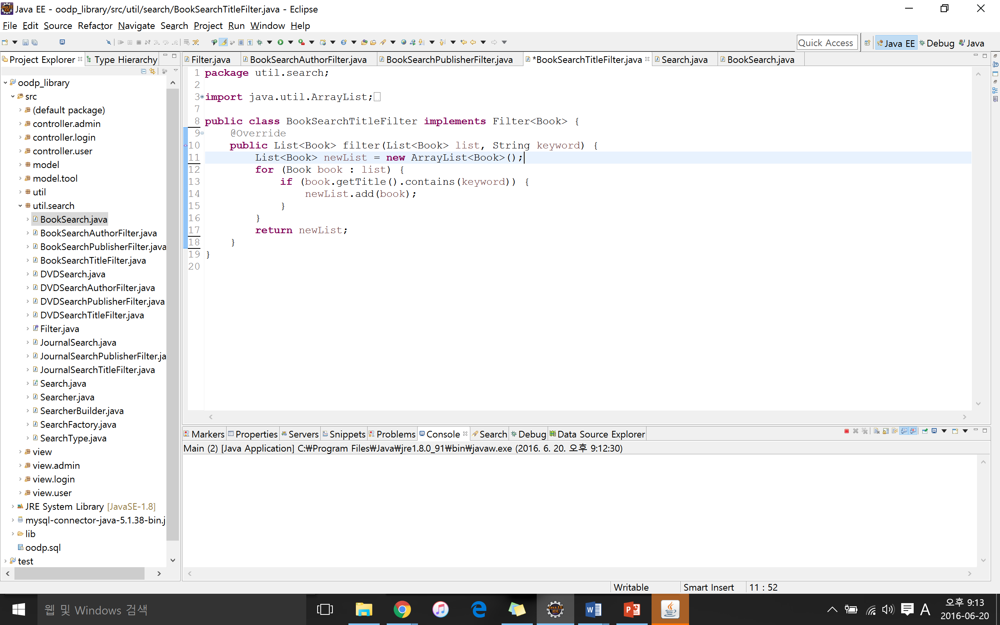 Java EE - oodp_library/src/util/search/BookSearchTitleFilter.java - Eclipse
File Edit Source Refactor Navigate Search Project Run Window Help
Quick Access Java EE Debug Java
Project Explorer Type Hierarchy
oodp_library
src
(default package)
controller.admin
controller.login
controller.user
model
model.tool
util
util.search
BookSearch.java
BookSearchAuthorFilter.java
BookSearchPublisherFilter.java
BookSearchTitleFilter.java
DVDSearch.java
DVDSearchAuthorFilter.java
DVDSearchPublisherFilter.java
DVDSearchTitleFilter.java
Filter.java
JournalSearch.java
JournalSearchPublisherFilter.ja
JournalSearchTitleFilter.java
Search.java
Searcher.java
SearcherBuilder.java
SearchFactory.java
SearchType.java
view
view.admin
view.login
view.user
JRE System Library [JavaSE-1.8]
mysql-connector-java-5.1.38-bin.j
lib
oodp.sql
test
Filter.java BookSearchAuthorFilter.java BookSearchPublisherFilter.java *BookSearchTitleFilter.java Search.java BookSearch.java
1 package util.search;
2
3 import java.util.ArrayList;
7
8 public class BookSearchTitleFilter implements Filter<Book> {
9     @Override
10     public List<Book> filter(List<Book> list, String keyword) {
11         List<Book> newList = new ArrayList<Book>();
12         for (Book book : list) {
13             if (book.getTitle().contains(keyword)) {
14                 newList.add(book);
15             }
16         }
17         return newList;
18     }
19 }
20
Markers Properties Servers Snippets Problems Console Search Debug Data Source Explorer
Main (2) [Java Application] C:₩Program Files₩Java₩jre1.8.0_91₩bin₩javaw.exe (2016. 6. 20. 오후 9:12:30)
Writable Smart Insert 11 : 52
웹 및 Windows 검색
A
오후 9:13
2016-06-20